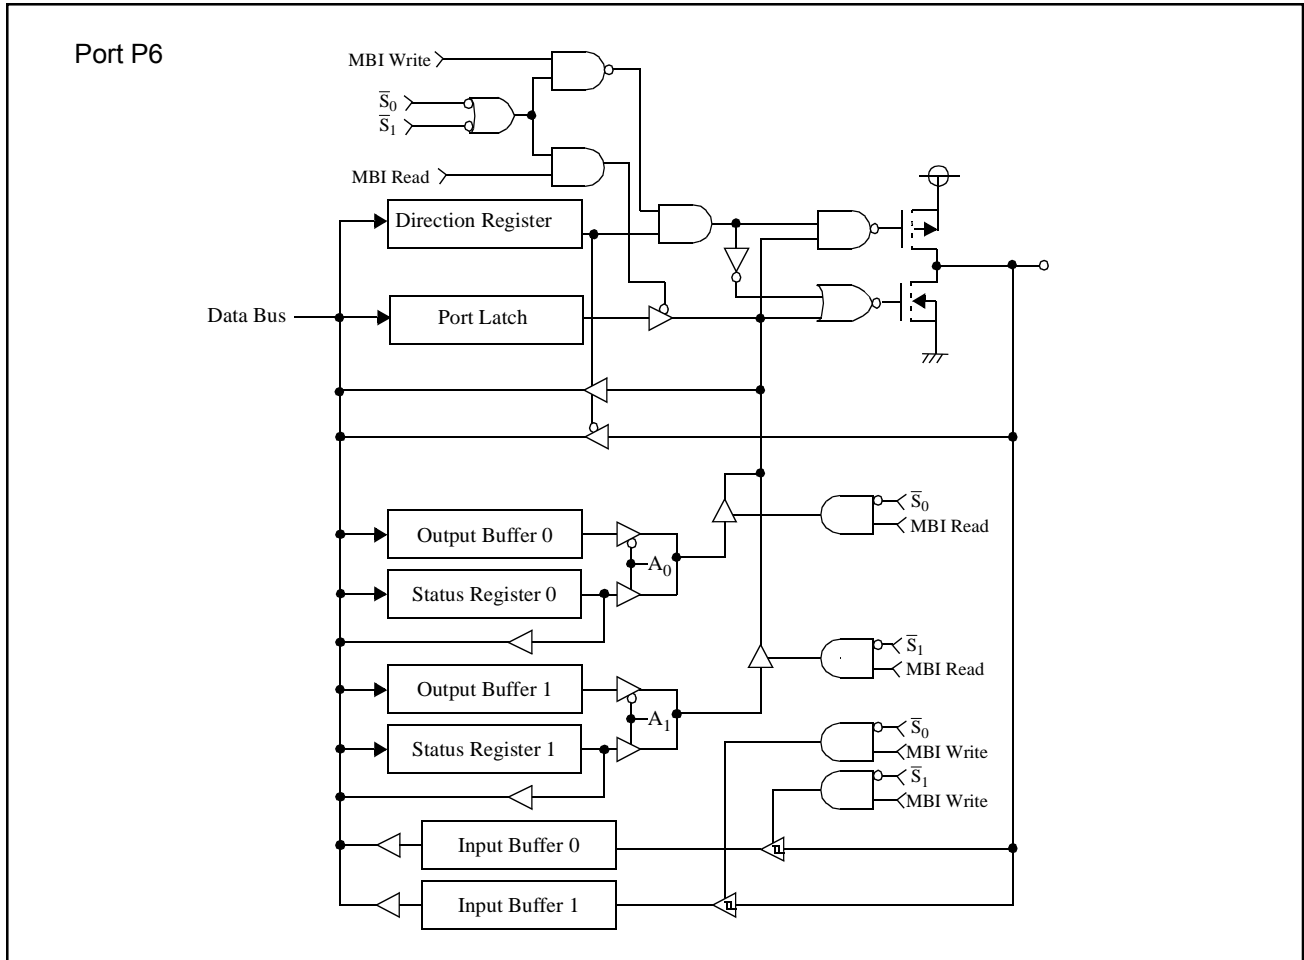 Port P6
MBI Write
S̅0
S̅1
MBI Read
Direction Register
Data Bus
Port Latch
S̅0
MBI Read
Output Buffer 0
A0
Status Register 0
S̅1
MBI Read
Output Buffer 1
A1
Status Register 1
S̅0
MBI Write
S̅1
MBI Write
Input Buffer 0
Input Buffer 1